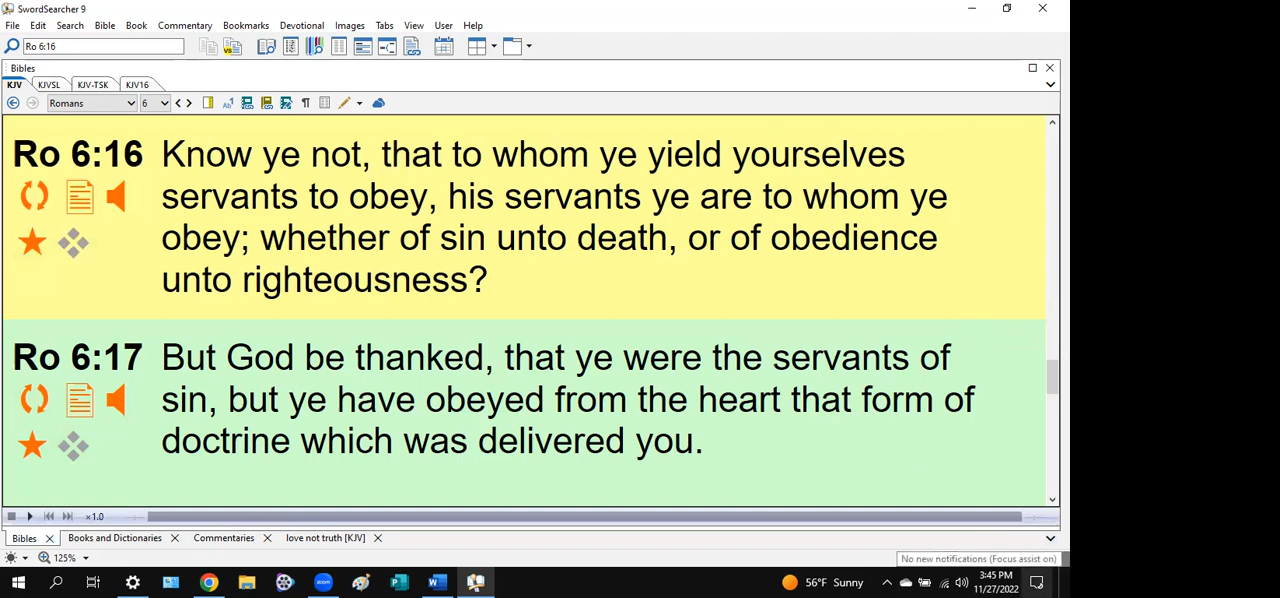 SwordSearcher 9
File Edit Search Bible Book Commentary Bookmarks Devotional Images Tabs View User Help
Ro 6:16
Bibles
KJV KJVSL KJV-TSK KJV16
Romans 6
Ro 6:16 Know ye not, that to whom ye yield yourselves
servants to obey, his servants ye are to whom ye
obey; whether of sin unto death, or of obedience
unto righteousness?
Ro 6:17 But God be thanked, that ye were the servants of
sin, but ye have obeyed from the heart that form of
doctrine which was delivered you.
×1.0
Bibles Books and Dictionaries Commentaries love not truth [KJV]
125% No new notifications (Focus assist on)
zoom 56°F Sunny 3:45 PM
11/27/2022